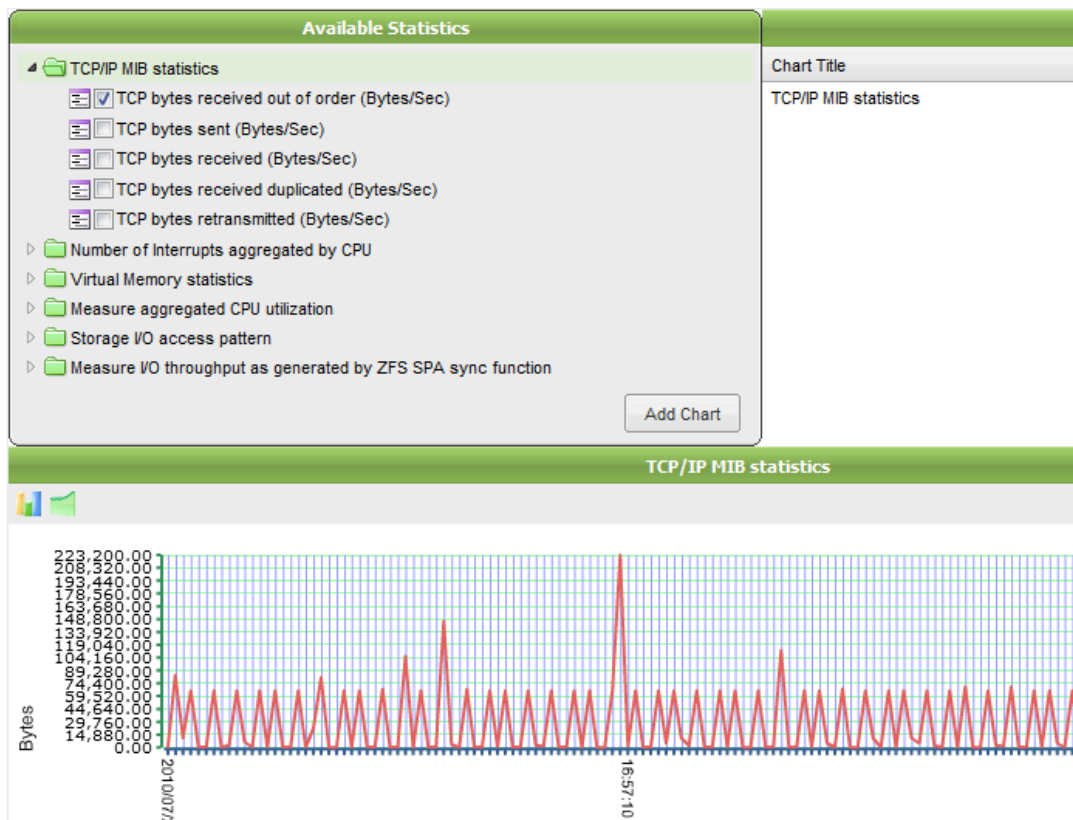 Available Statistics
TCP/IP MIB statistics
TCP bytes received out of order (Bytes/Sec)
TCP bytes sent (Bytes/Sec)
TCP bytes received (Bytes/Sec)
TCP bytes received duplicated (Bytes/Sec)
TCP bytes retransmitted (Bytes/Sec)
Number of Interrupts aggregated by CPU
Virtual Memory statistics
Measure aggregated CPU utilization
Storage I/O access pattern
Measure I/O throughput as generated by ZFS SPA sync function
Add Chart
Chart Title
TCP/IP MIB statistics
TCP/IP MIB statistics
223,200.00
208,320.00
193,440.00
178,560.00
163,680.00
148,800.00
133,920.00
119,040.00
104,160.00
89,280.00
74,400.00
59,520.00
44,640.00
29,760.00
14,880.00
0.00
Bytes
2010/07/
16:57:10